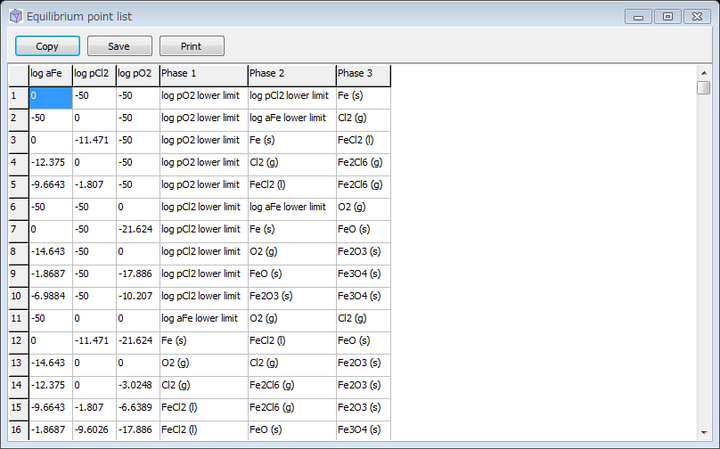 Equilibrium point list
Copy Save Print
log aFe log pCl2 log pO2 Phase 1 Phase 2 Phase 3
1 0 -50 -50 log pO2 lower limit log pCl2 lower limit Fe (s)
2 -50 0 -50 log pO2 lower limit log aFe lower limit Cl2 (g)
3 0 -11.471 -50 log pO2 lower limit Fe (s) FeCl2 (l)
4 -12.375 0 -50 log pO2 lower limit Cl2 (g) Fe2Cl6 (g)
5 -9.6643 -1.807 -50 log pO2 lower limit FeCl2 (l) Fe2Cl6 (g)
6 -50 -50 0 log pCl2 lower limit log aFe lower limit O2 (g)
7 0 -50 -21.624 log pCl2 lower limit Fe (s) FeO (s)
8 -14.643 -50 0 log pCl2 lower limit O2 (g) Fe2O3 (s)
9 -1.8687 -50 -17.886 log pCl2 lower limit FeO (s) Fe3O4 (s)
10 -6.9884 -50 -10.207 log pCl2 lower limit Fe2O3 (s) Fe3O4 (s)
11 -50 0 0 log aFe lower limit O2 (g) Cl2 (g)
12 0 -11.471 -21.624 Fe (s) FeCl2 (l) FeO (s)
13 -14.643 0 0 O2 (g) Cl2 (g) Fe2O3 (s)
14 -12.375 0 -3.0248 Cl2 (g) Fe2Cl6 (g) Fe2O3 (s)
15 -9.6643 -1.807 -6.6389 FeCl2 (l) Fe2Cl6 (g) Fe2O3 (s)
16 -1.8687 -9.6026 -17.886 FeCl2 (l) FeO (s) Fe3O4 (s)